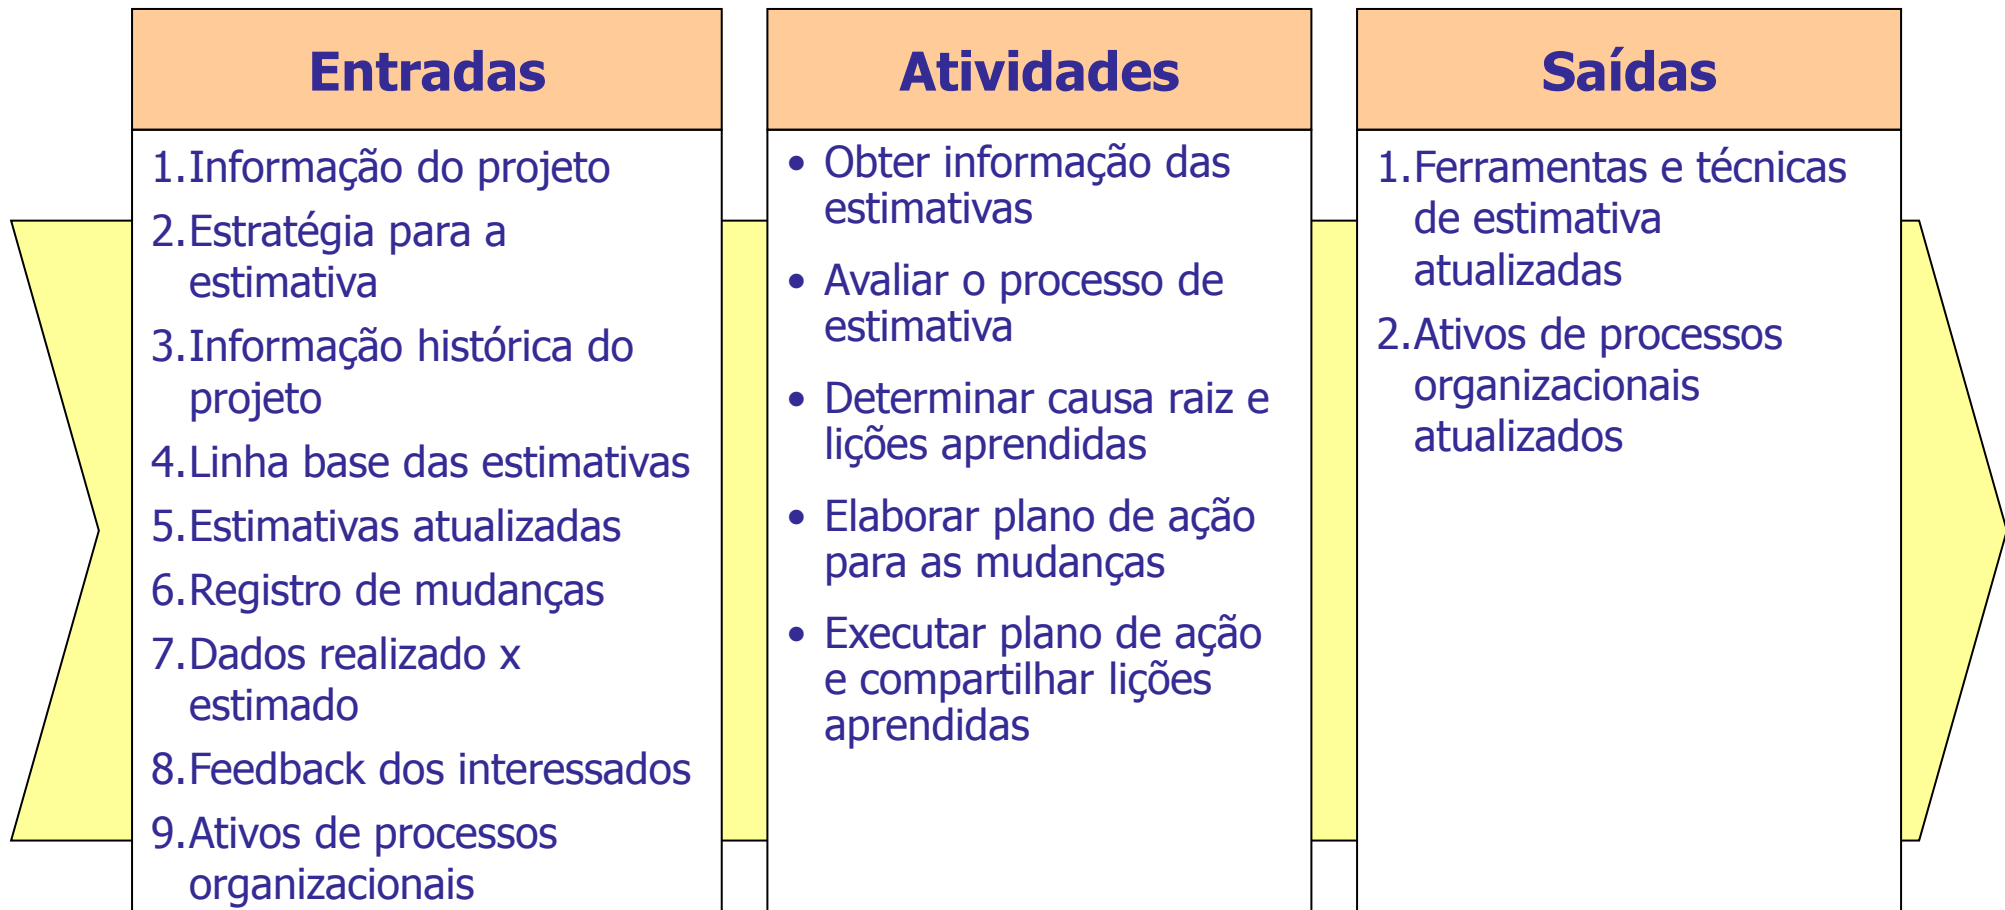 Entradas
1.Informação do projeto
2.Estratégia para a
estimativa
3.Informação histórica do
projeto
4.Linha base das estimativas
5.Estimativas atualizadas
6.Registro de mudanças
7.Dados realizado x
estimado
8.Feedback dos interessados
9.Ativos de processos
organizacionais
Atividades
• Obter informação das
estimativas
• Avaliar o processo de
estimativa
• Determinar causa raiz e
lições aprendidas
• Elaborar plano de ação
para as mudanças
• Executar plano de ação
e compartilhar lições
aprendidas
Saídas
1.Ferramentas e técnicas
de estimativa
atualizadas
2.Ativos de processos
organizacionais
atualizados